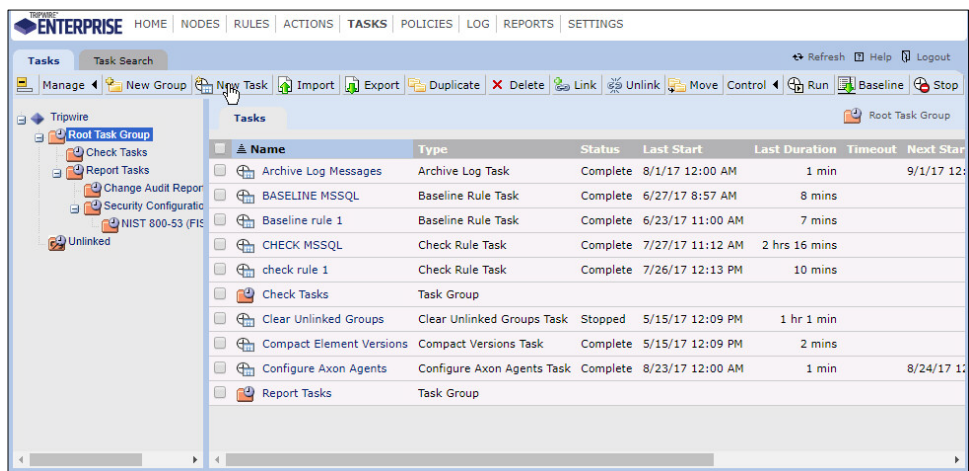 TRIPWIRE
ENTERPRISE HOME NODES RULES ACTIONS TASKS POLICIES LOG REPORTS SETTINGS
Tasks Task Search Refresh Help Logout
Manage New Group New Task Import Export Duplicate Delete Link Unlink Move Control Run Baseline Stop
Tripwire
Root Task Group
Check Tasks
Report Tasks
Change Audit Repor
Security Configuratio
NIST 800-53 (FIS
Unlinked
Tasks Root Task Group
Name Type Status Last Start Last Duration Timeout Next Star
Archive Log Messages Archive Log Task Complete 8/1/17 12:00 AM 1 min 9/1/17 12:
BASELINE MSSQL Baseline Rule Task Complete 6/27/17 8:57 AM 8 mins
Baseline rule 1 Baseline Rule Task Complete 6/23/17 11:00 AM 7 mins
CHECK MSSQL Check Rule Task Complete 7/27/17 11:12 AM 2 hrs 16 mins
check rule 1 Check Rule Task Complete 7/26/17 12:13 PM 10 mins
Check Tasks Task Group
Clear Unlinked Groups Clear Unlinked Groups Task Stopped 5/15/17 12:09 PM 1 hr 1 min
Compact Element Versions Compact Versions Task Complete 5/15/17 12:09 PM 2 mins
Configure Axon Agents Configure Axon Agents Task Complete 8/23/17 12:00 AM 1 min 8/24/17 12
Report Tasks Task Group